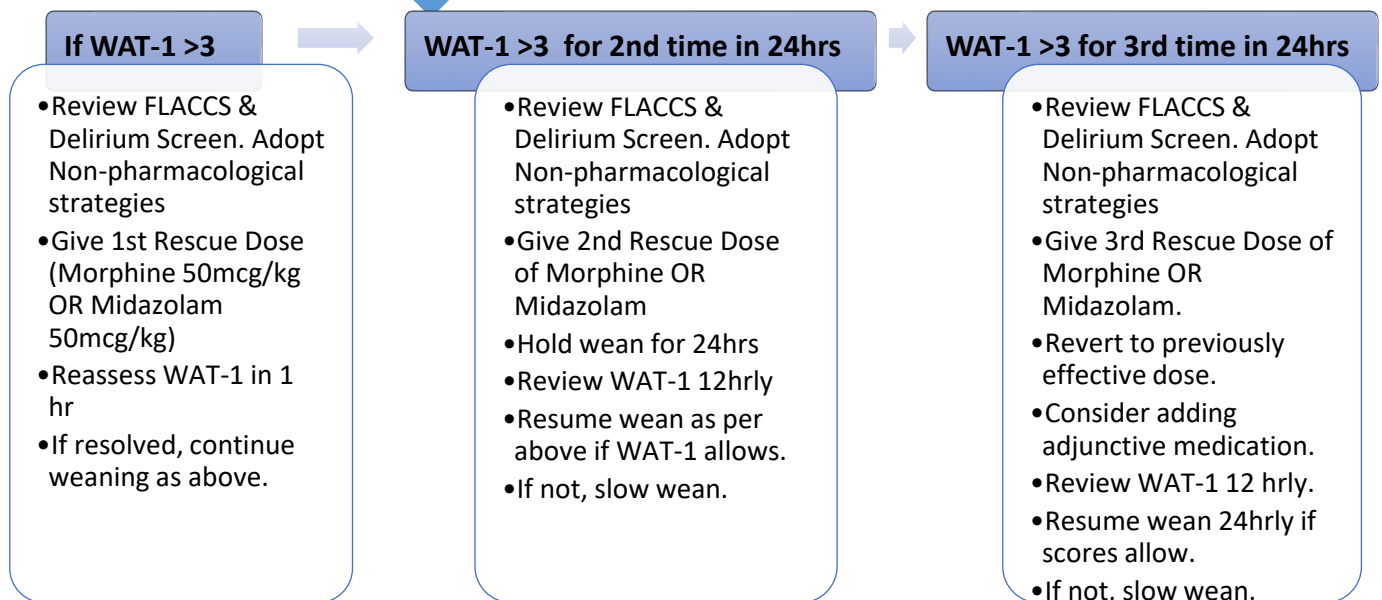 If WAT-1 >3
•Review FLACCS &
Delirium Screen. Adopt
Non-pharmacological
strategies
•Give 1st Rescue Dose
(Morphine 50mcg/kg
OR Midazolam
50mcg/kg)
•Reassess WAT-1 in 1
hr
•If resolved, continue
weaning as above.
WAT-1 >3 for 2nd time in 24hrs
•Review FLACCS &
Delirium Screen. Adopt
Non-pharmacological
strategies
•Give 2nd Rescue Dose
of Morphine OR
Midazolam
•Hold wean for 24hrs
•Review WAT-1 12hrly
•Resume wean as per
above if WAT-1 allows.
•If not, slow wean.
WAT-1 >3 for 3rd time in 24hrs
•Review FLACCS &
Delirium Screen. Adopt
Non-pharmacological
strategies
•Give 3rd Rescue Dose of
Morphine OR
Midazolam.
•Revert to previously
effective dose.
•Consider adding
adjunctive medication.
•Review WAT-1 12 hrly.
•Resume wean 24hrly if
scores allow.
•If not, slow wean.